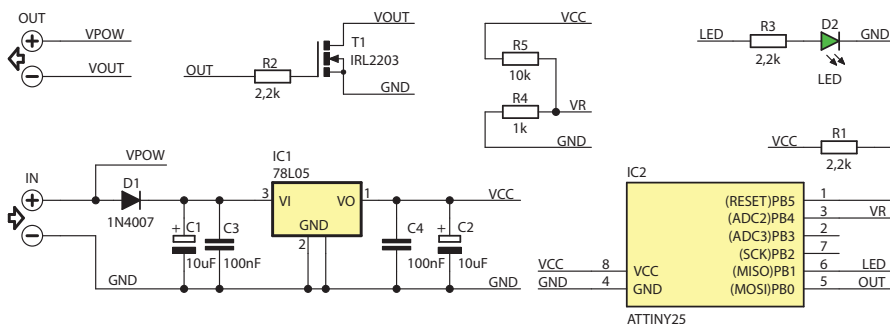 OUT
VPOW
VOUT
OUT
R2
2,2k
VOUT
T1
IRL2203
GND
VCC
R5
10k
R4
1k
VR
GND
LED
R3
2,2k
D2
LED
GND
VCC
R1
2,2k
IN
VPOW
D1
1N4007
+
C1
10uF
C3
100nF
GND
IC1
78L05
3
VI
VO
1
GND
2
VCC
C4
100nF
+
C2
10uF
GND
IC2
VCC
8
VCC
GND
4
GND
(RESET)PB5
1
(ADC2)PB4
3
VR
(ADC3)PB3
2
(SCK)PB2
7
(MISO)PB1
6
LED
(MOSI)PB0
5
OUT
ATTINY25